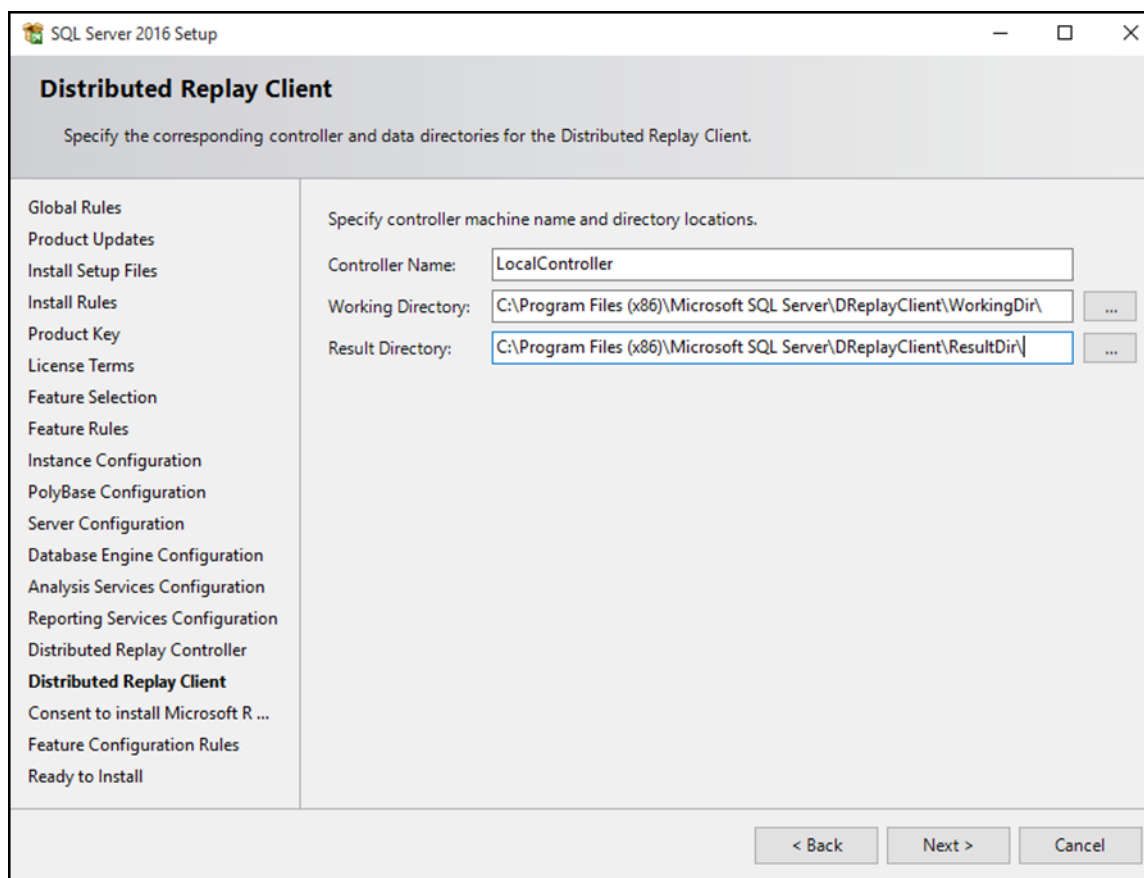 SQL Server 2016 Setup
Distributed Replay Client
Specify the corresponding controller and data directories for the Distributed Replay Client.
Global Rules
Product Updates
Install Setup Files
Install Rules
Product Key
License Terms
Feature Selection
Feature Rules
Instance Configuration
PolyBase Configuration
Server Configuration
Database Engine Configuration
Analysis Services Configuration
Reporting Services Configuration
Distributed Replay Controller
Distributed Replay Client
Consent to install Microsoft R ...
Feature Configuration Rules
Ready to Install
Specify controller machine name and directory locations.
Controller Name: LocalController
Working Directory: C:\Program Files (x86)\Microsoft SQL Server\DReplayClient\WorkingDir\ ...
Result Directory: C:\Program Files (x86)\Microsoft SQL Server\DReplayClient\ResultDir\ ...
< Back Next > Cancel